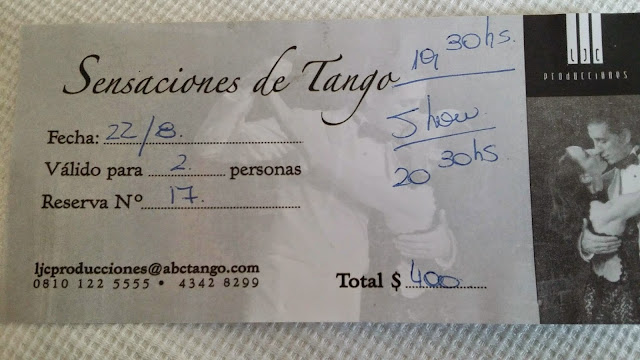 Sensaciones de Tango
19 30hs.
Show
20 30hs
LJC
PRODUCCIONES
Fecha: 22/8.
Válido para 2. personas
Reserva Nº 17.
ljcproducciones@abctango.com
0810 122 5555 • 4342 8299
Total $ 400